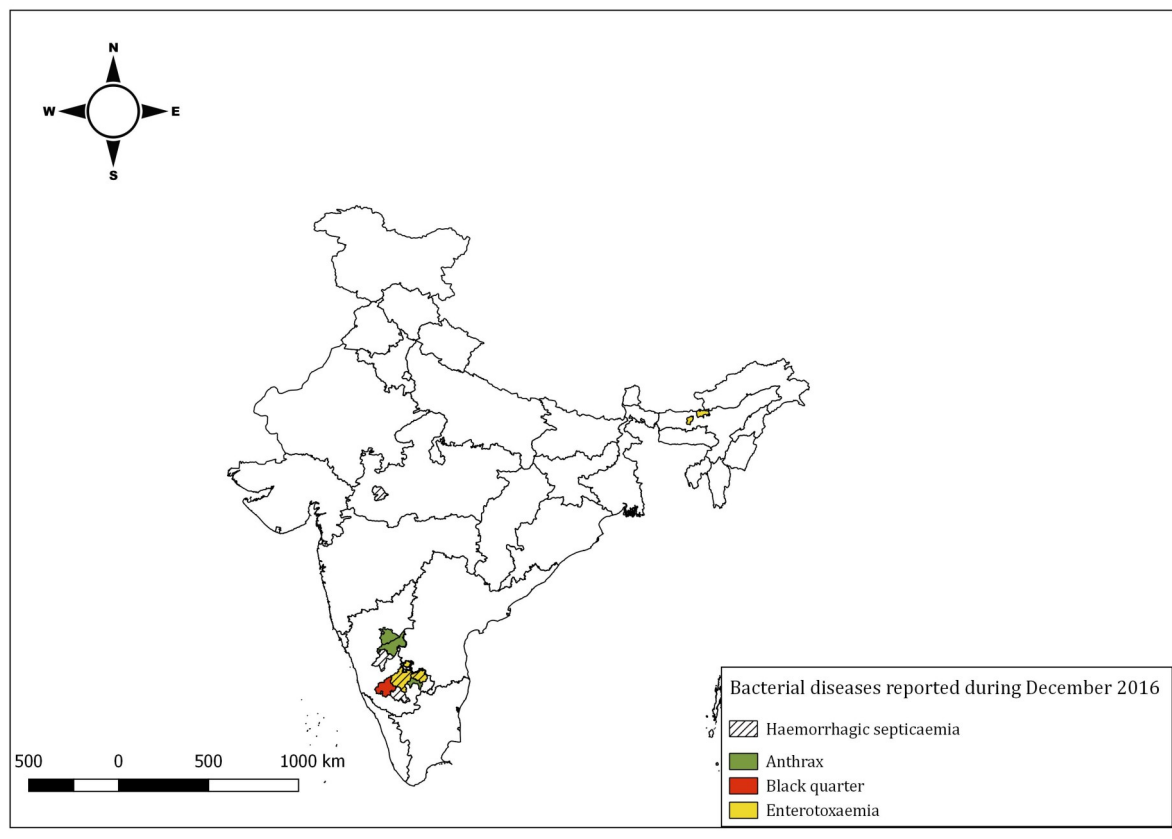 N
W E
S
500 0 500 1000 km
Bacterial diseases reported during December 2016
Haemorrhagic septicaemia
Anthrax
Black quarter
Enterotoxaemia